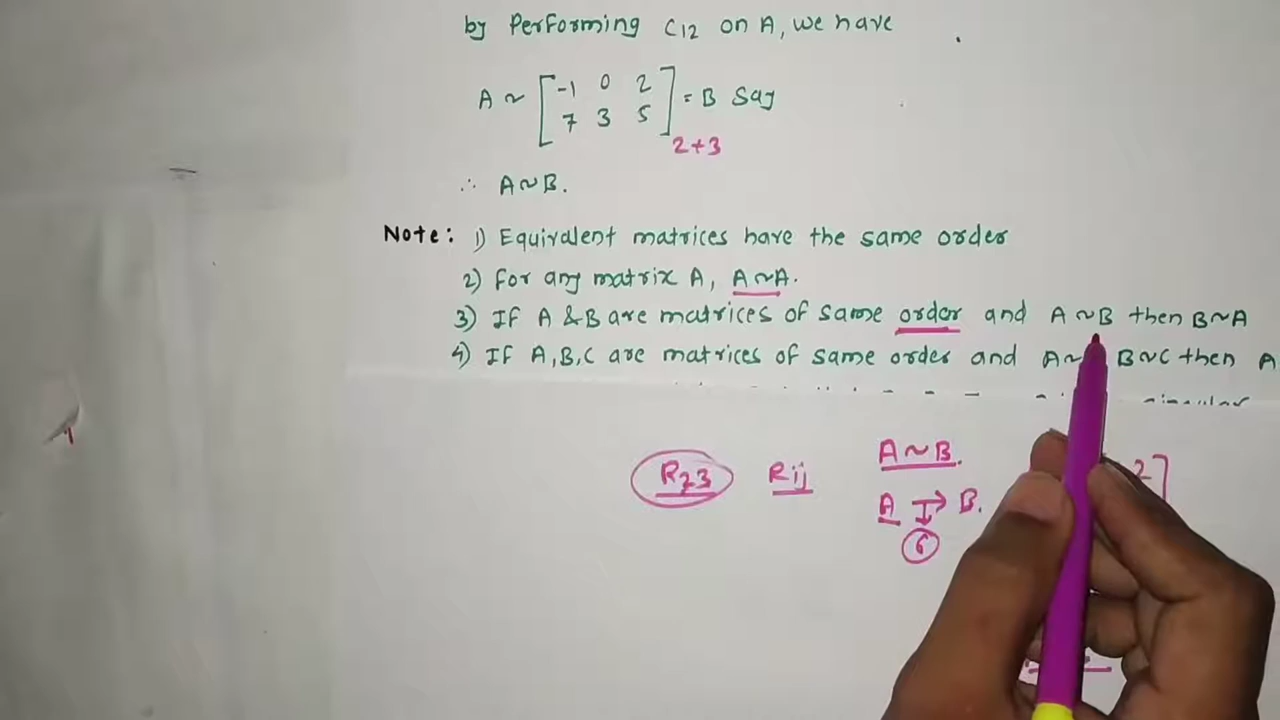 by Performing C12 on A, we have
A ~ [-1 0 2
7 3 5] = B Say
2+3
∴ A~B.
Note: 1) Equivalent matrices have the same order
2) For any matrix A, A~A.
3) If A & B are matrices of same order and A ~B then B~A
4) If A,B,C are matrices of same order and A~ B~C then A
R23 Rij A~B.
A → B.
6
2]